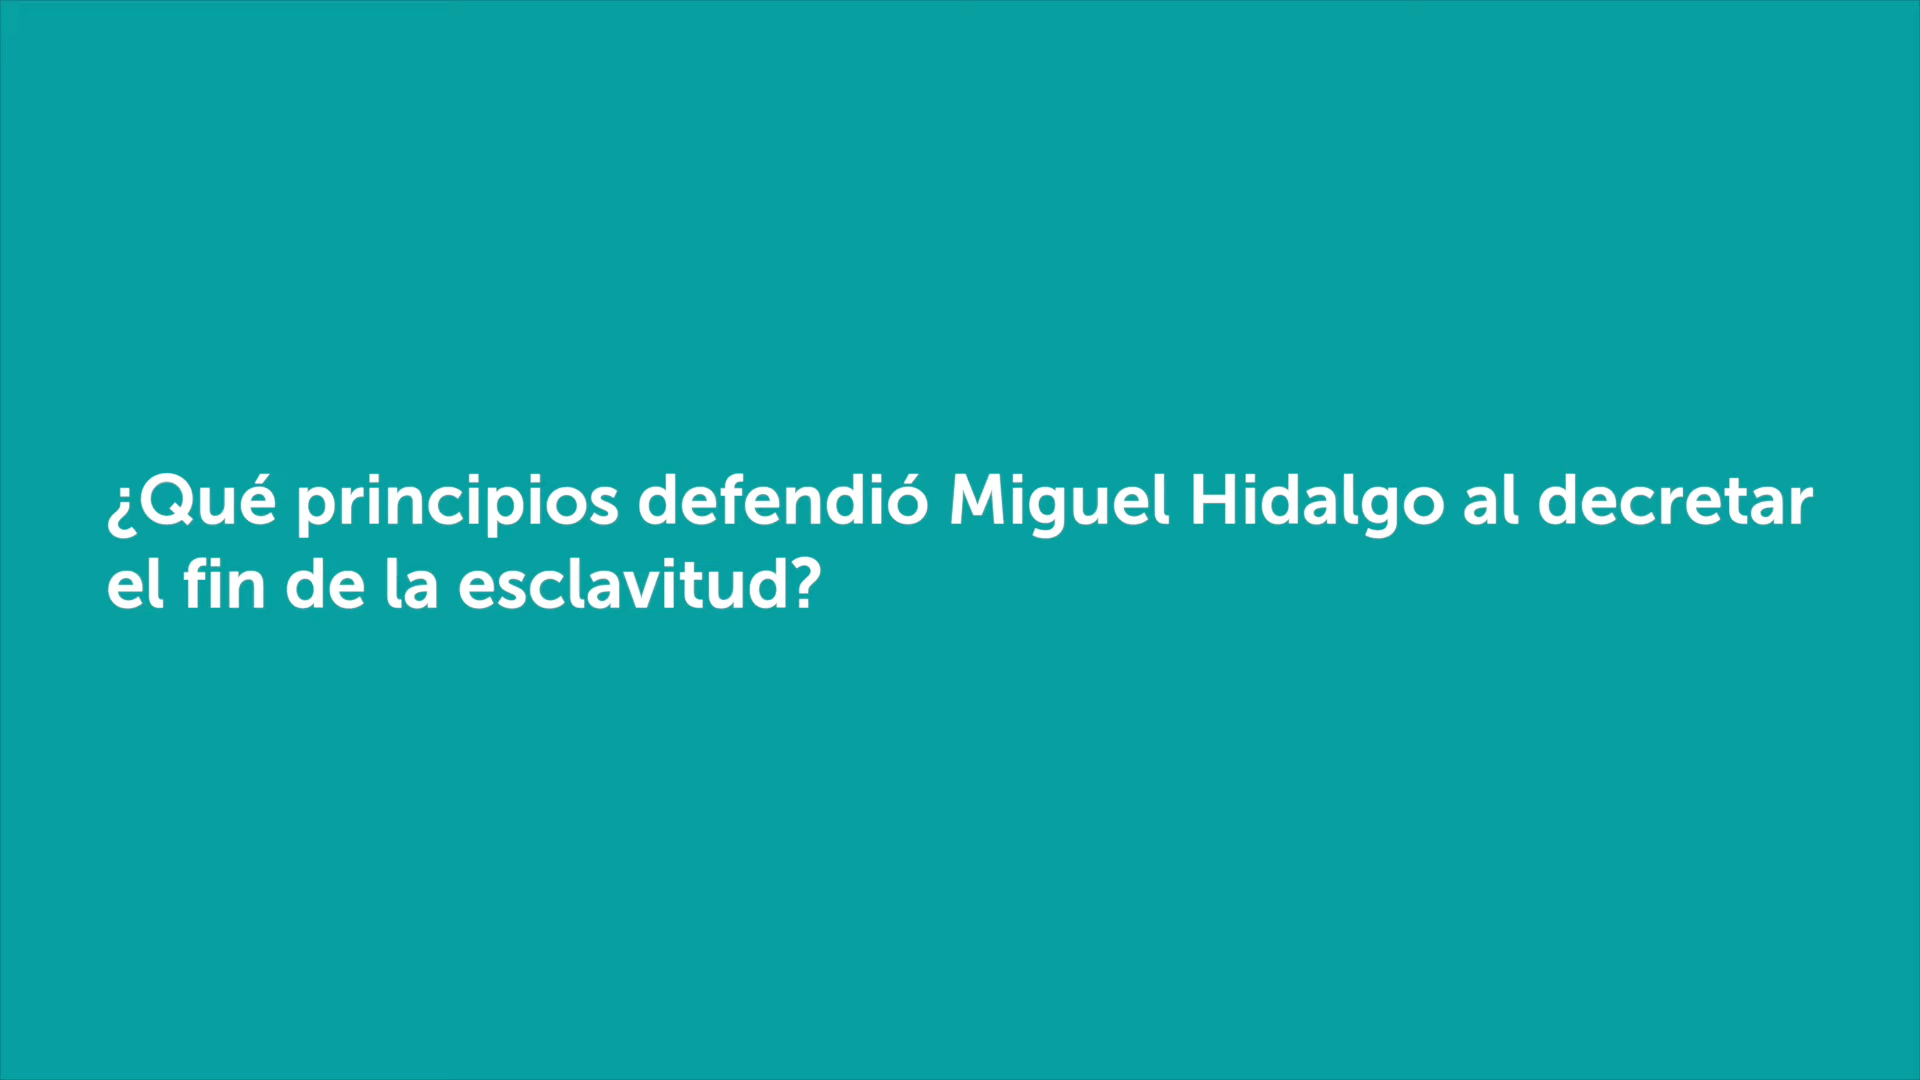 ¿Qué principios defendió Miguel Hidalgo al decretar
el fin de la esclavitud?